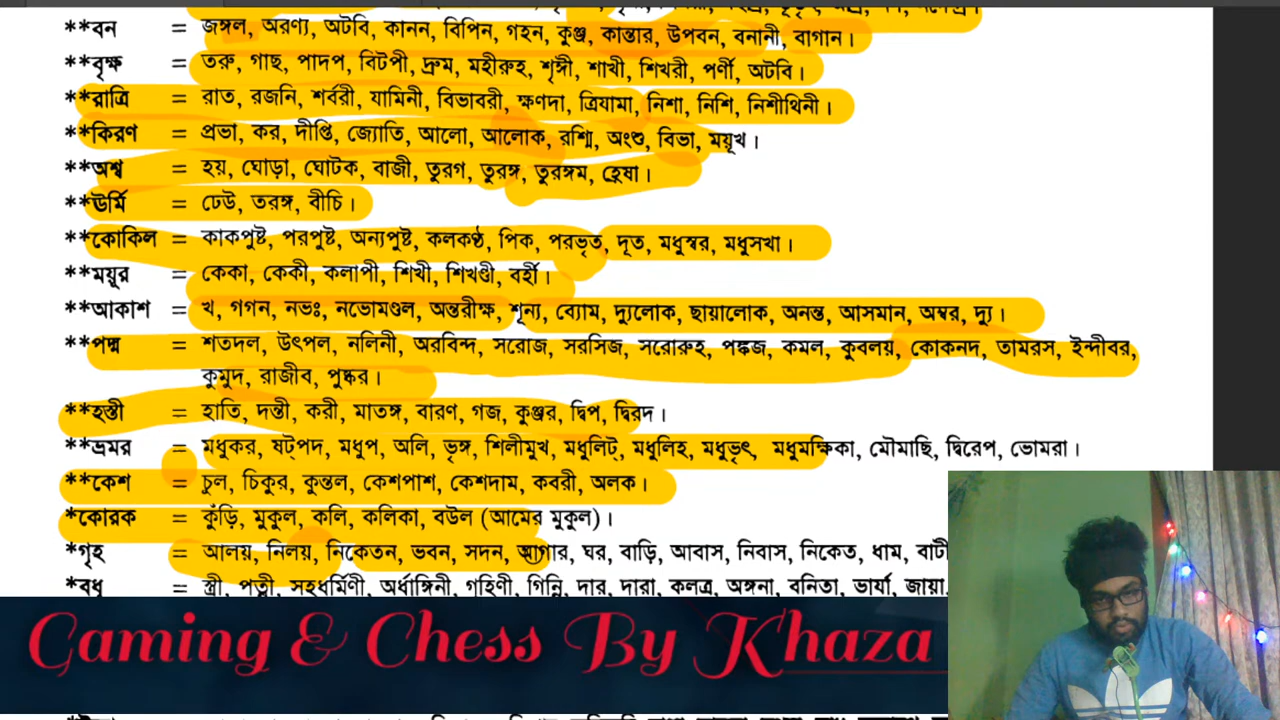 **বন = জঙ্গল, অরণ্য, অটবি, কানন, বিপিন, গহন, কুঞ্জ, কান্তার, উপবন, বনানী, বাগান।
**বৃক্ষ = তরু, গাছ, পাদপ, বিটপী, দ্রুম, মহীরুহ, শৃঙ্গী, শাখী, শিখরী, পর্ণী, অটবি।
**রাত্রি = রাত, রজনি, শর্বরী, যামিনী, বিভাবরী, ক্ষণদা, ত্রিযামা, নিশা, নিশি, নিশীথিনী।
**কিরণ = প্রভা, কর, দীপ্তি, জ্যোতি, আলো, আলোক, রশ্মি, অংশু, বিভা, ময়ূখ।
**অশ্ব = হয়, ঘোড়া, ঘোটক, বাজী, তুরগ, তুরঙ্গ, তুরঙ্গম, হ্রেষা।
**ঊর্মি = ঢেউ, তরঙ্গ, বীচি।
**কোকিল = কাকপুষ্ট, পরপুষ্ট, অন্যপুষ্ট, কলকণ্ঠ, পিক, পরভৃত, দূত, মধুস্বর, মধুসখা।
**ময়ূর = কেকা, কেকী, কলাপী, শিখী, শিখণ্ডী, বর্হী।
**আকাশ = খ, গগন, নভঃ, নভোমণ্ডল, অন্তরীক্ষ, শূন্য, ব্যোম, দ্যুলোক, ছায়ালোক, অনন্ত, আসমান, অম্বর, দ্যু।
**পদ্ম = শতদল, উৎপল, নলিনী, অরবিন্দ, সরোজ, সরসিজ, সরোরুহ, পঙ্কজ, কমল, কুবলয়, কোকনদ, তামরস, ইন্দীবর,
কুমুদ, রাজীব, পুষ্কর।
**হস্তী = হাতি, দন্তী, করী, মাতঙ্গ, বারণ, গজ, কুঞ্জর, দ্বিপ, দ্বিরদ।
**ভ্রমর = মধুকর, ষট্‌পদ, মধুপ, অলি, ভৃঙ্গ, শিলীমুখ, মধুলিট্‌, মধুলিহ, মধুভৃৎ, মধুমক্ষিকা, মৌমাছি, দ্বিরেপ, ভোমরা।
**কেশ = চুল, চিকুর, কুন্তল, কেশপাশ, কেশদাম, কবরী, অলক।
*কোরক = কুঁড়ি, মুকুল, কলি, কলিকা, বউল (আমের মুকুল)।
*গৃহ = আলয়, নিলয়, নিকেতন, ভবন, সদন, আগার, ঘর, বাড়ি, আবাস, নিবাস, নিকেত, ধাম, বাটী
*বধু = স্ত্রী, পত্নী, সহধর্মিণী, অর্ধাঙ্গিনী, গৃহিণী, গিন্নি, দার, দারা, কলত্র, অঙ্গনা, বনিতা, ভার্যা, জায়া,
Gaming & Chess By Khaza